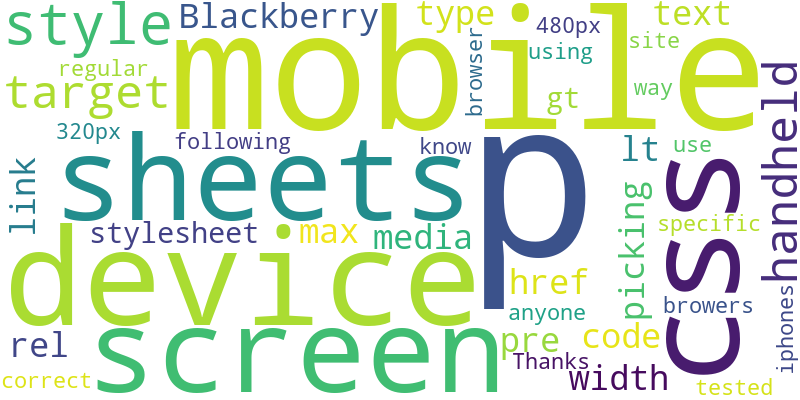 style Blackberry type 480px text
mobile
browser
using site
regular
target
gt way
handheld
320px following know lt use
sheets
p
css
link
picking
specific
stylesheet max media
device
href
browers
iphones
anyone
rel
screen
pre code
Thanks
width
correct
tested